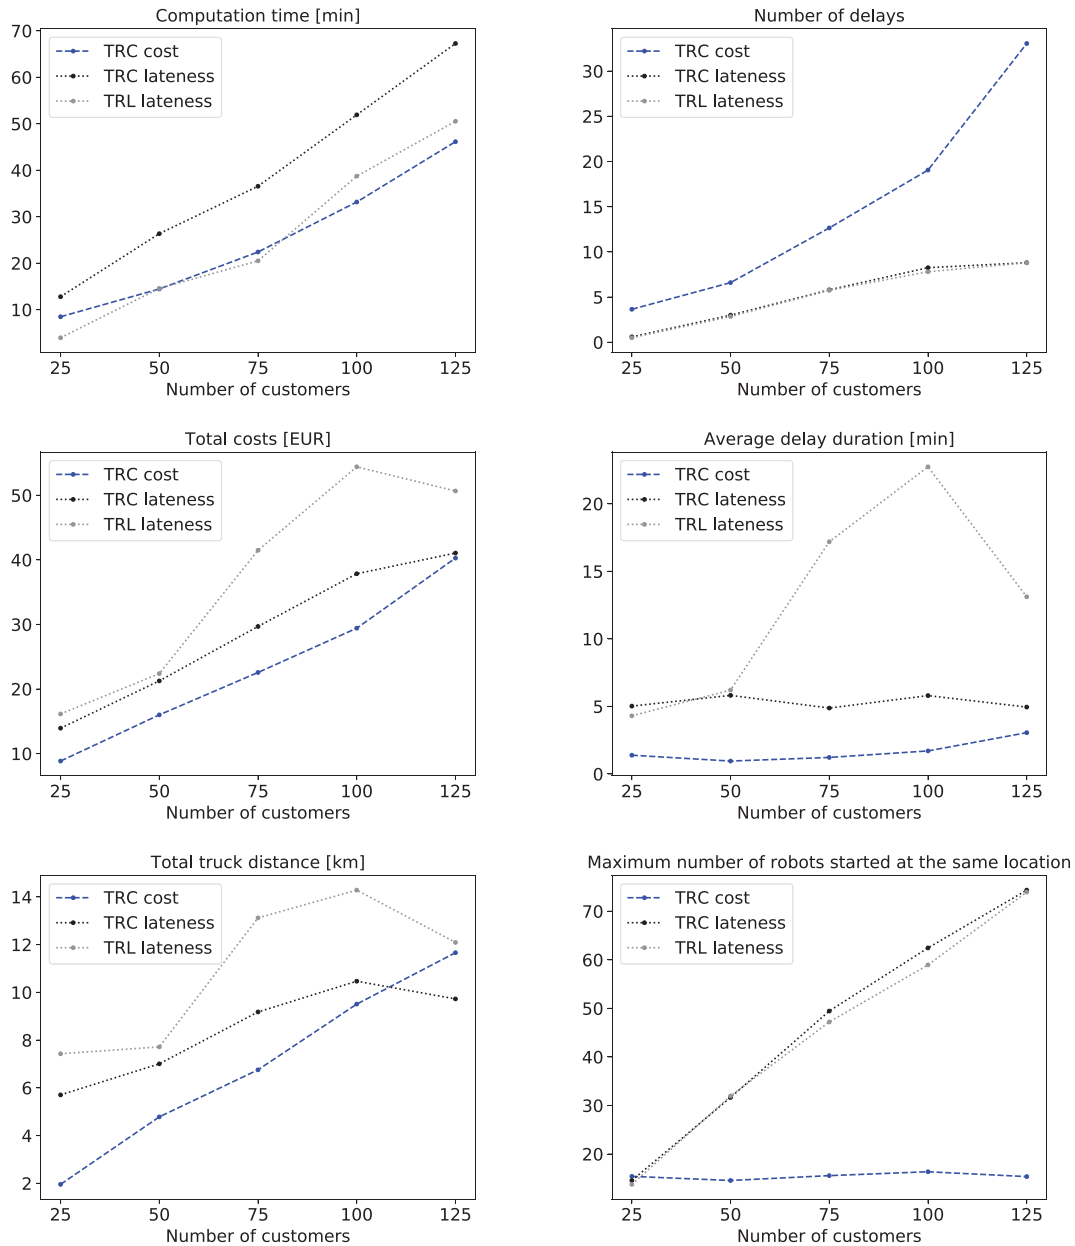 Computation time [min]
70
60
50
40
30
20
10
TRC cost
TRC lateness
TRL lateness
25 50 75 100 125
Number of customers
Number of delays
30
25
20
15
10
5
0
TRC cost
TRC lateness
TRL lateness
25 50 75 100 125
Number of customers
Total costs [EUR]
50
40
30
20
10
TRC cost
TRC lateness
TRL lateness
25 50 75 100 125
Number of customers
Average delay duration [min]
20
15
10
5
0
TRC cost
TRC lateness
TRL lateness
25 50 75 100 125
Number of customers
Total truck distance [km]
14
12
10
8
6
4
2
TRC cost
TRC lateness
TRL lateness
25 50 75 100 125
Number of customers
Maximum number of robots started at the same location
70
60
50
40
30
20
TRC cost
TRC lateness
TRL lateness
25 50 75 100 125
Number of customers